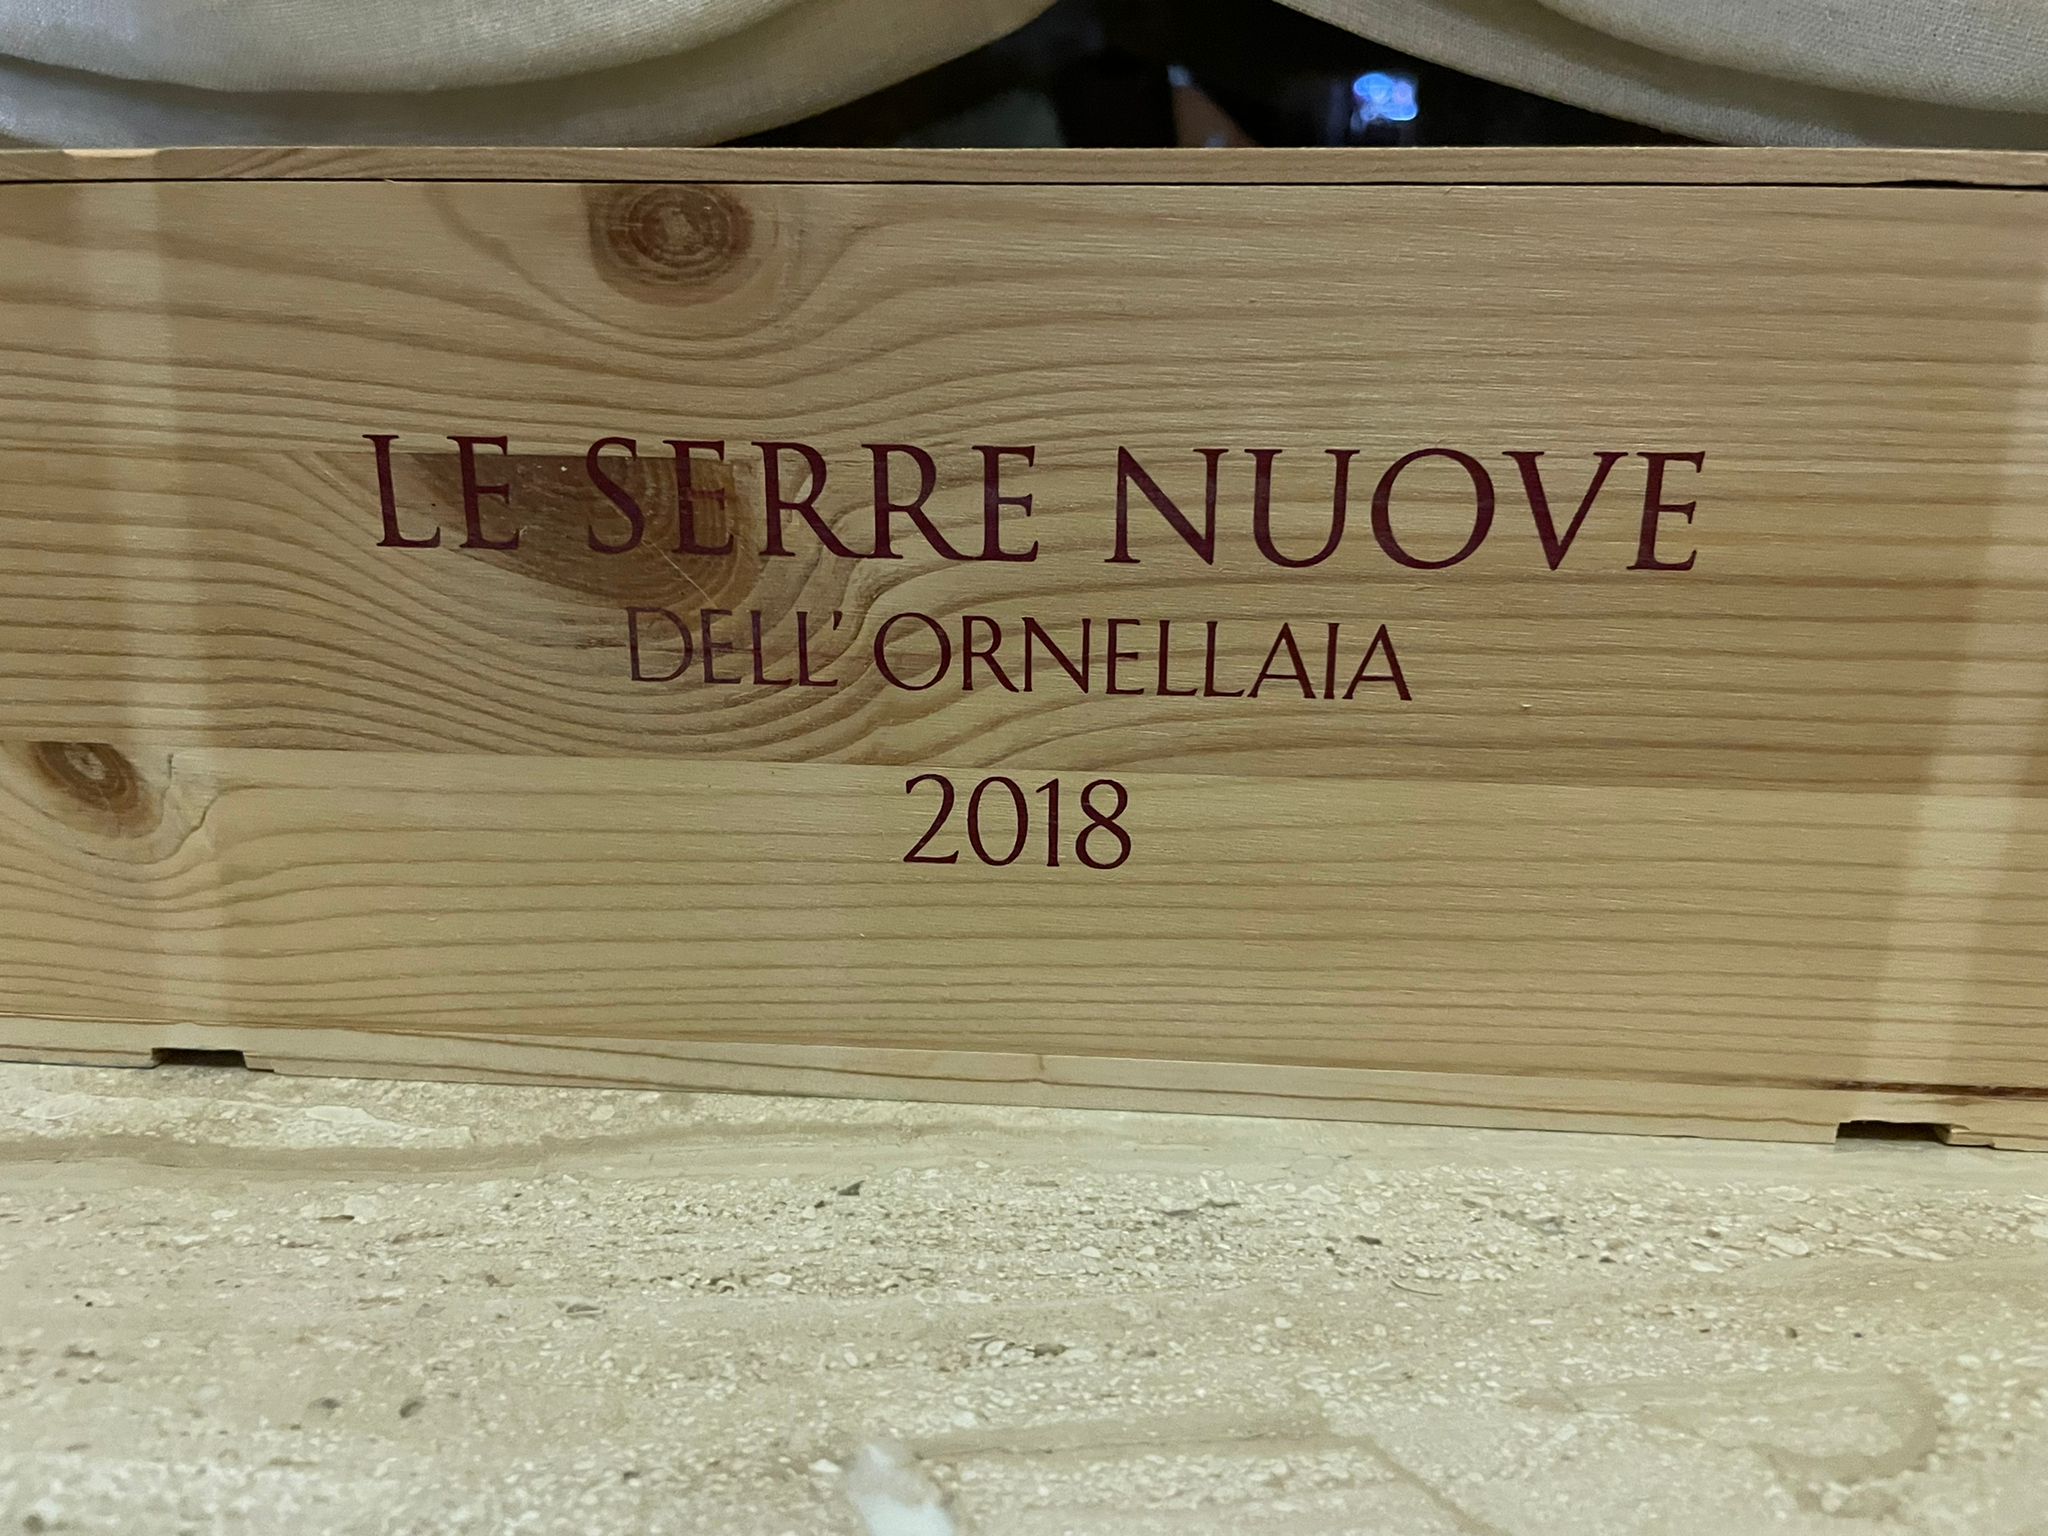 LE SERRE NUOVE
DELL' ORNELLAIA
2018